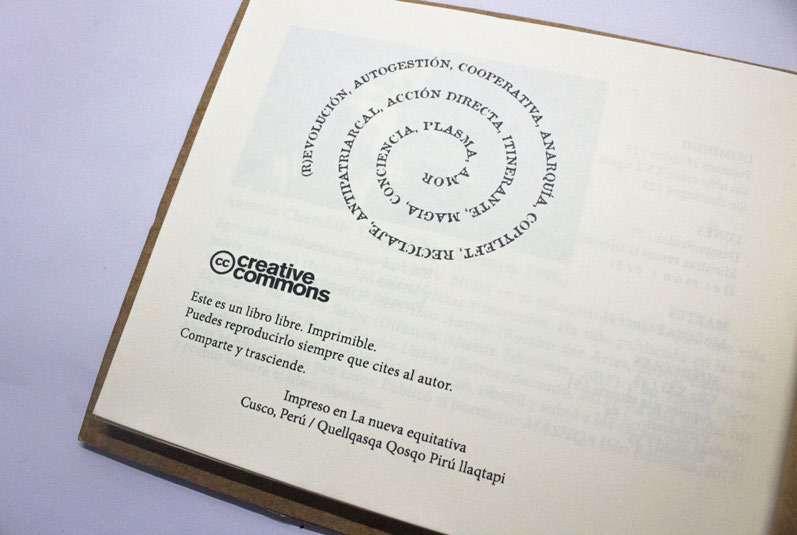 (R)EVOLUCIÓN, AUTOGESTIÓN, COOPERATIVA, ANARQUÍA, COPYLEFT, RECICLAJE, ANTIPATRIARCAL, ACCIÓN DIRECTA, ITINERANTE, MAGIA, CONCIENCIA, PLASMA, AMOR
cc creative
commons
Este es un libro libre. Imprimible.
Puedes reproducirlo siempre que cites al autor.
Comparte y trasciende.
Impreso en La nueva equitativa
Cusco, Perú / Quellqasqa Qosqo Pirú llaqtapi